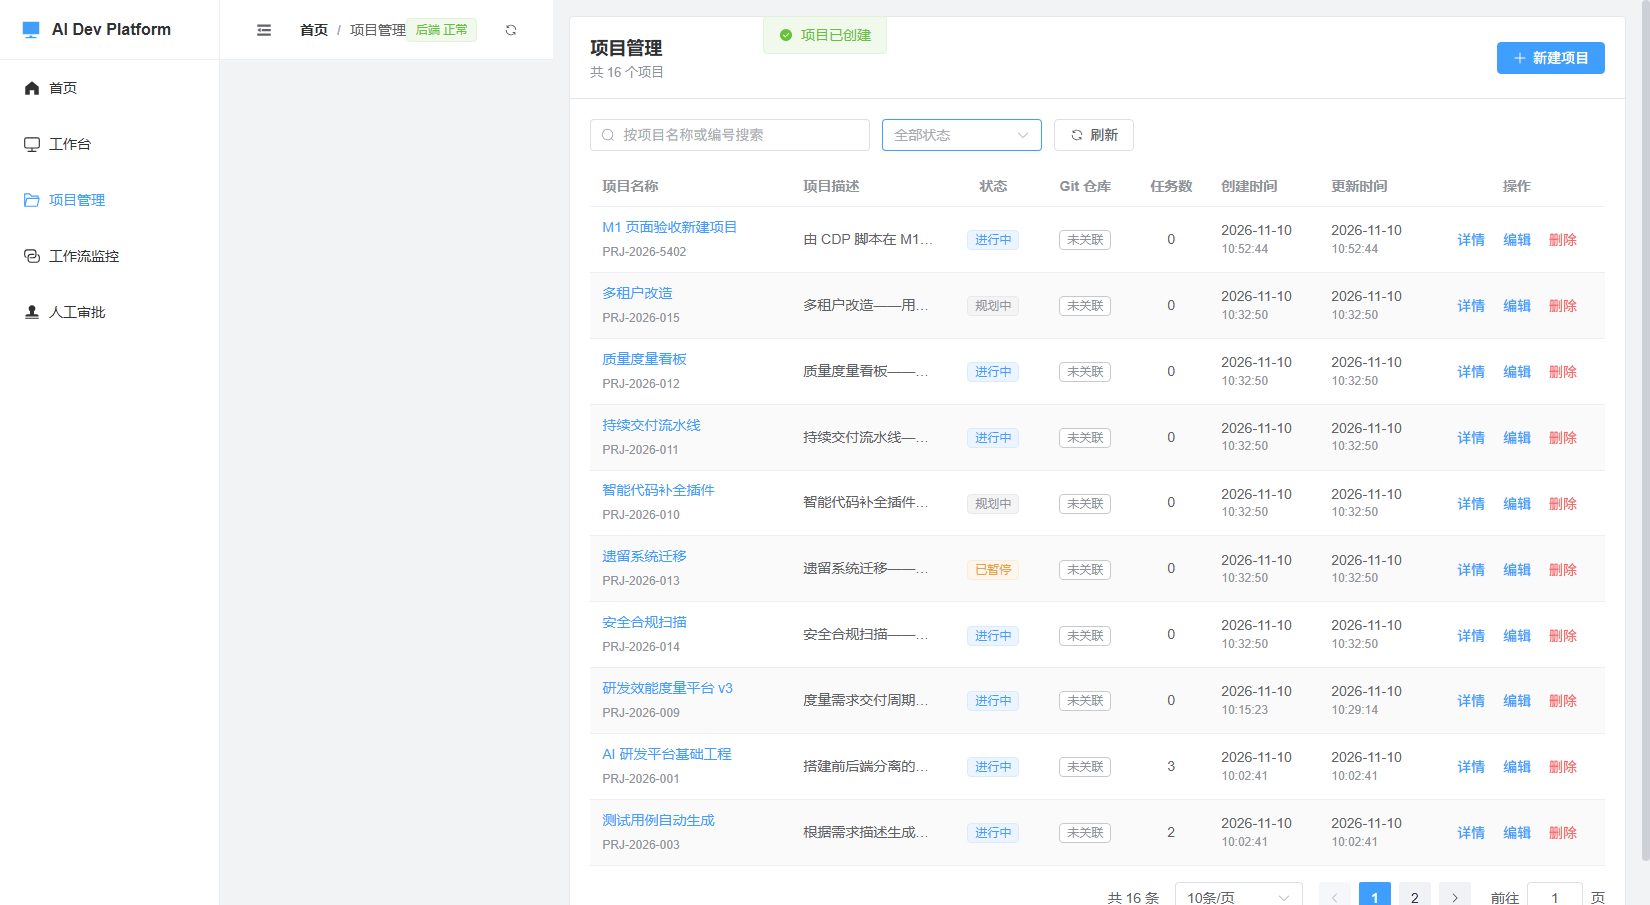 AI Dev Platform
首页 / 项目管理 后端 正常
首页
工作台
项目管理
工作流监控
人工审批
项目已创建
项目管理
共 16 个项目
新建项目
按项目名称或编号搜索 全部状态 刷新
项目名称 项目描述 状态 Git 仓库 任务数 创建时间 更新时间 操作
M1 页面验收新建项目
PRJ-2026-5402
由 CDP 脚本在 M1... 进行中 未关联 0 2026-11-10 10:52:44 2026-11-10 10:52:44 详情 编辑 删除
多租户改造
PRJ-2026-015
多租户改造——用... 规划中 未关联 0 2026-11-10 10:32:50 2026-11-10 10:32:50 详情 编辑 删除
质量度量看板
PRJ-2026-012
质量度量看板——... 进行中 未关联 0 2026-11-10 10:32:50 2026-11-10 10:32:50 详情 编辑 删除
持续交付流水线
PRJ-2026-011
持续交付流水线—... 进行中 未关联 0 2026-11-10 10:32:50 2026-11-10 10:32:50 详情 编辑 删除
智能代码补全插件
PRJ-2026-010
智能代码补全插件... 规划中 未关联 0 2026-11-10 10:32:50 2026-11-10 10:32:50 详情 编辑 删除
遗留系统迁移
PRJ-2026-013
遗留系统迁移——... 已暂停 未关联 0 2026-11-10 10:32:50 2026-11-10 10:32:50 详情 编辑 删除
安全合规扫描
PRJ-2026-014
安全合规扫描——... 进行中 未关联 0 2026-11-10 10:32:50 2026-11-10 10:32:50 详情 编辑 删除
研发效能度量平台 v3
PRJ-2026-009
度量需求交付周期... 进行中 未关联 0 2026-11-10 10:15:23 2026-11-10 10:29:14 详情 编辑 删除
AI 研发平台基础工程
PRJ-2026-001
搭建前后端分离的... 进行中 未关联 3 2026-11-10 10:02:41 2026-11-10 10:02:41 详情 编辑 删除
测试用例自动生成
PRJ-2026-003
根据需求描述生成... 进行中 未关联 2 2026-11-10 10:02:41 2026-11-10 10:02:41 详情 编辑 删除
共 16 条 10条/页 1 2 前往 1 页